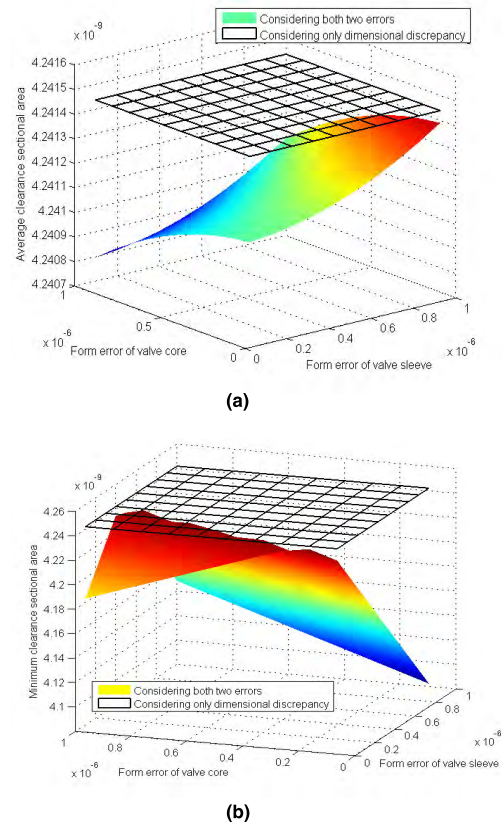 Considering both two errors
Considering only dimensional discrepancy
x 10⁻⁹
4.2416
4.2415
4.2414
4.2413
4.2412
4.2411
4.241
4.2409
4.2408
4.2407
Average clearance sectional area
1
0.5
0
x 10⁻⁶
Form error of valve core
0
0.2
0.4
0.6
0.8
1
x 10⁻⁶
Form error of valve sleeve
(a)
x 10⁻⁹
4.26
4.24
4.22
4.2
4.18
4.16
4.14
4.12
4.1
Minimum clearance sectional area
Considering both two errors
Considering only dimensional discrepancy
1
0.8
0.6
0.4
0.2
0
x 10⁻⁶
Form error of valve core
0
0.2
0.4
0.6
0.8
1
x 10⁻⁶
Form error of valve sleeve
(b)